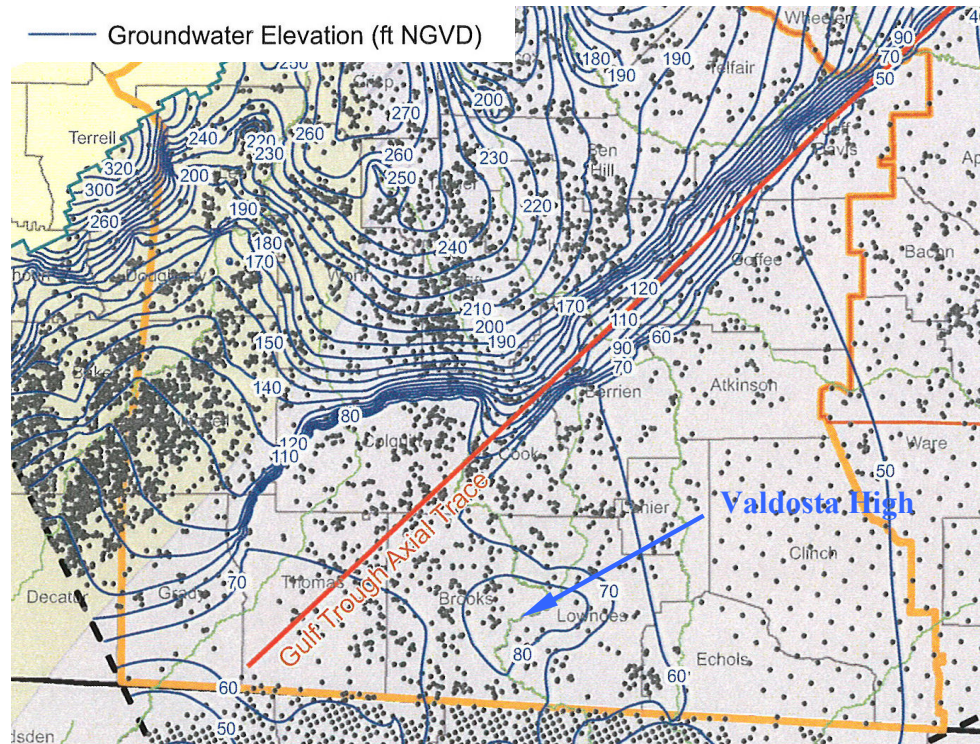 Groundwater Elevation (ft NGVD)
Wheeler
90
70
50
180
190
190
Telfair
230
Crisp
200
270
Terrell
240
220
230
260
320
200
300
260
260
250
230
Ben
Hill
Jeff
Davis
220
190
240
180
170
Dougherty
Worth
Coffee
Bacon
170
120
210
200
190
110
150
90
60
70
140
Berrien
Atkinson
80
120
110
Colquitt
Cook
Ware
50
Gulf Trough Axial Trace
Lanier
Valdosta High
Clinch
70
Thomas
Decatur
Grady
Brooks
70
Lowndes
80
Echols
60
60
50
dsden